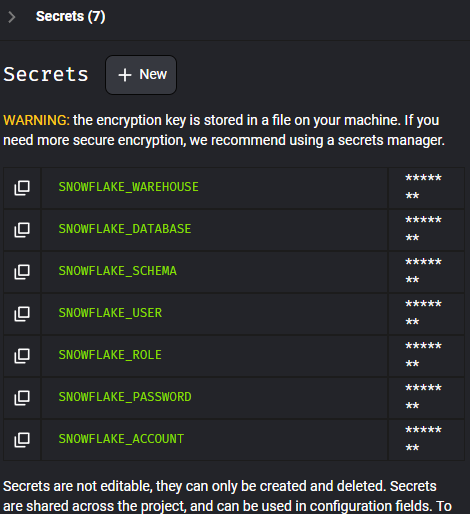 Secrets (7)
Secrets + New
WARNING: the encryption key is stored in a file on your machine. If you
need more secure encryption, we recommend using a secrets manager.
SNOWFLAKE_WAREHOUSE *****
**
SNOWFLAKE_DATABASE *****
**
SNOWFLAKE_SCHEMA *****
**
SNOWFLAKE_USER *****
**
SNOWFLAKE_ROLE *****
**
SNOWFLAKE_PASSWORD *****
**
SNOWFLAKE_ACCOUNT *****
**
Secrets are not editable, they can only be created and deleted. Secrets
are shared across the project, and can be used in configuration fields. To